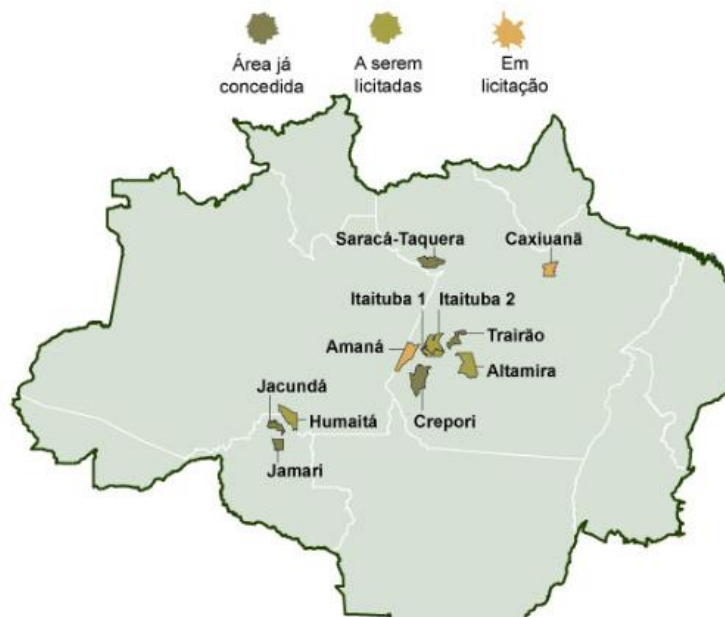 Área já
concedida
A serem
licitadas
Em
licitação
Saracá-Taquera
Caxiuanã
Itaituba 1
Itaituba 2
Trairão
Amaná
Altamira
Jacundá
Humaitá
Crepori
Jamari